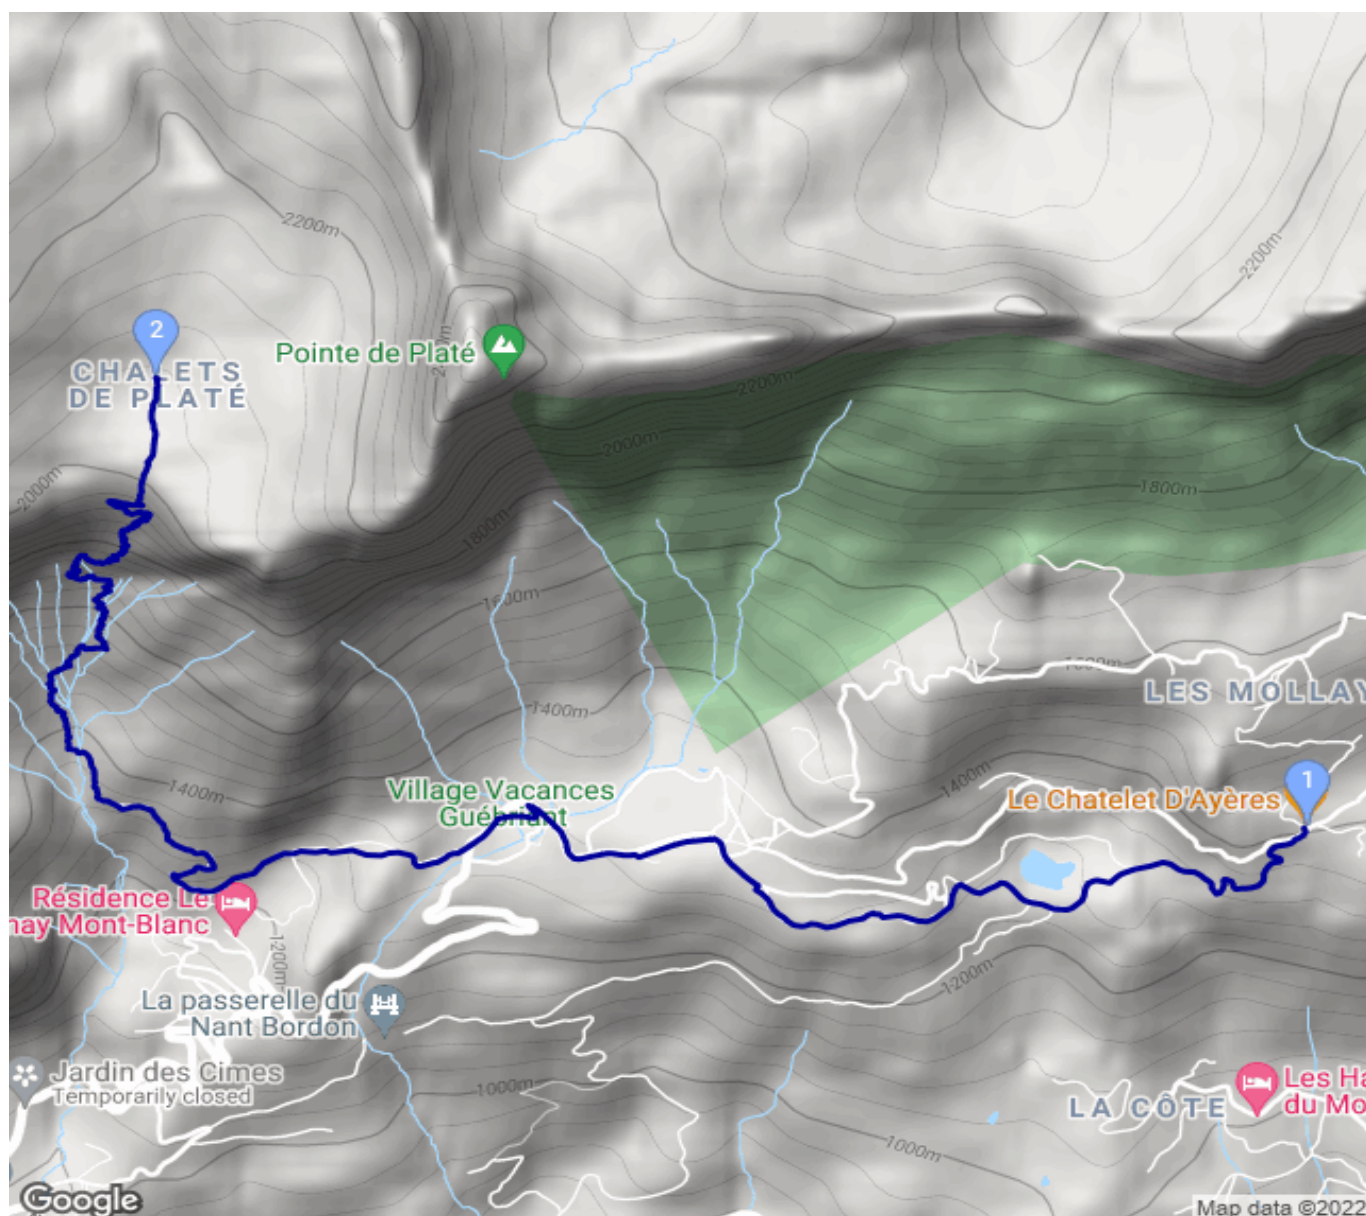 2200m
2200m
2
CHALETS
DE PLATÉ
Pointe de Platé
2200m
2000m
2000m
1800m
1800m
1600m
1600m
LES MOLLAY
1400m
1400m
1400m
1
Le Chatelet D'Ayères
Village Vacances
Guébriant
Résidence Le
nay Mont-Blanc
1200m
1200m
La passerelle du
Nant Bordon
Jardin des Cimes
Temporarily closed
1000m
LA CÔTE
Les Ha
du Mo
1000m
Google
Map data ©2022